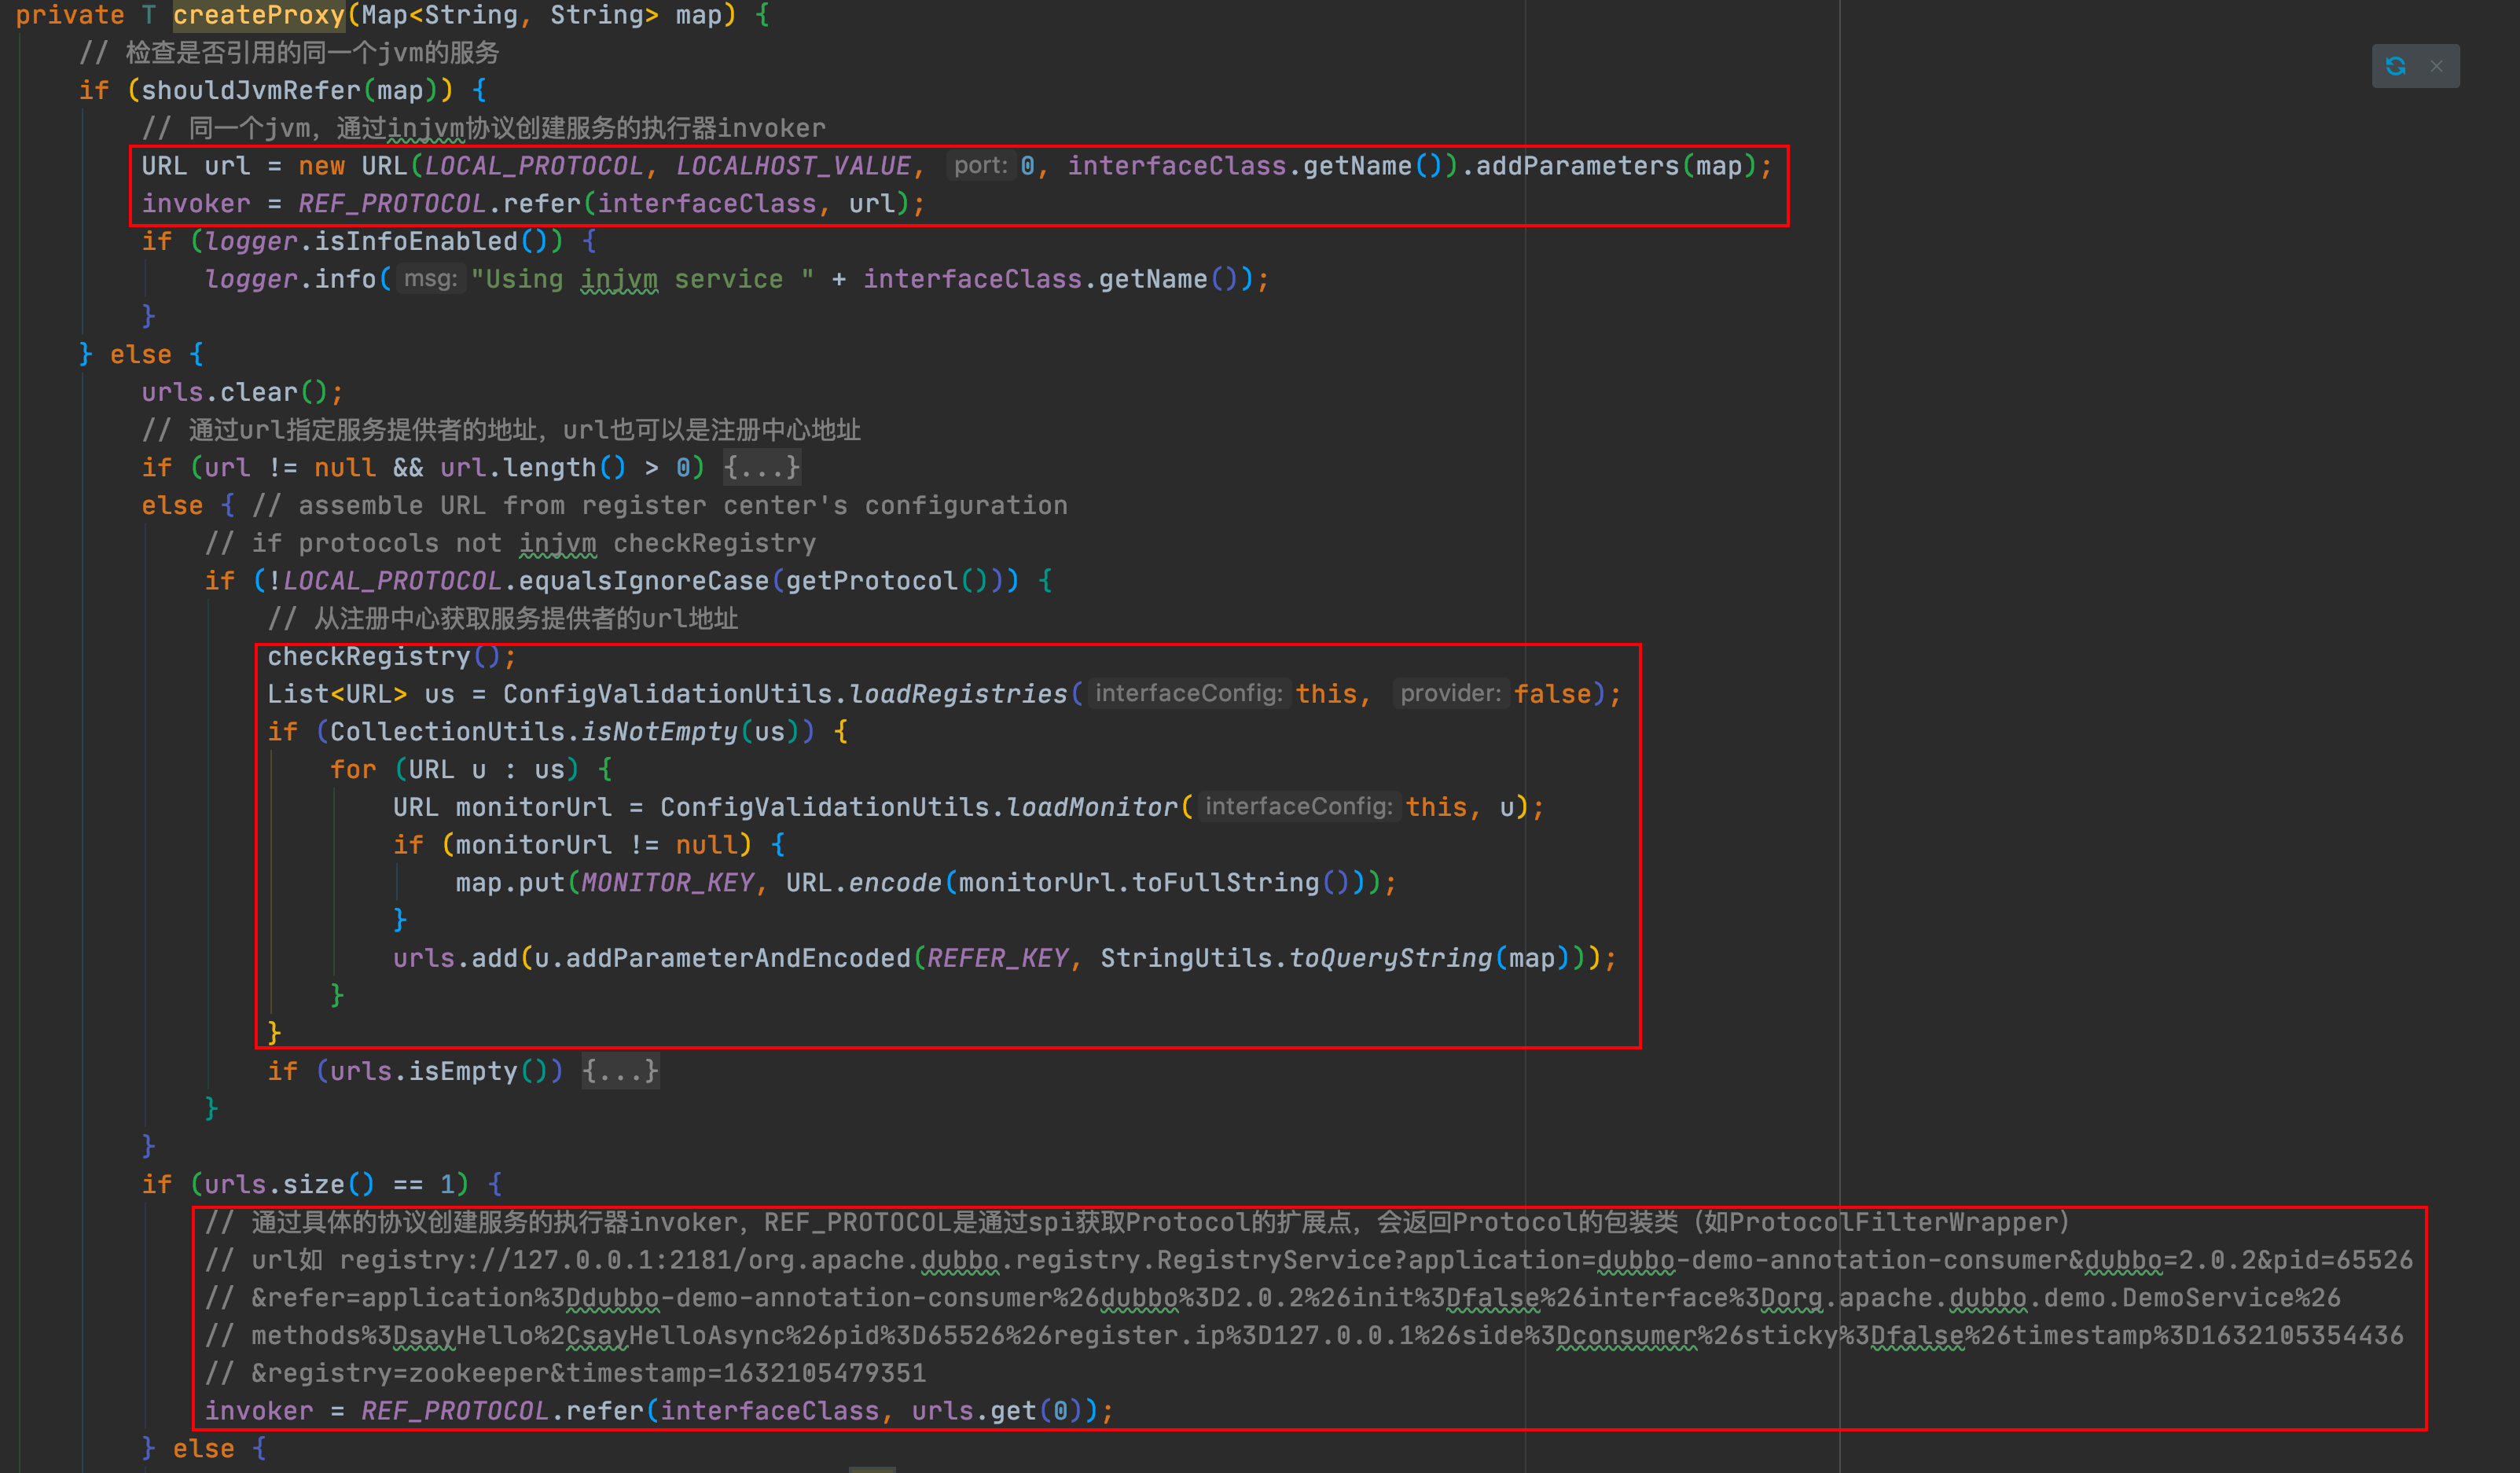 private T createProxy(Map<String, String> map) {
// 检查是否引用的同一个jvm的服务
if (shouldJvmRefer(map)) {
// 同一个jvm，通过injvm协议创建服务的执行器invoker
URL url = new URL(LOCAL_PROTOCOL, LOCALHOST_VALUE, port: 0, interfaceClass.getName()).addParameters(map);
invoker = REF_PROTOCOL.refer(interfaceClass, url);
if (logger.isInfoEnabled()) {
logger.info( msg: "Using injvm service " + interfaceClass.getName());
}
} else {
urls.clear();
// 通过url指定服务提供者的地址，url也可以是注册中心地址
if (url != null && url.length() > 0) {...}
else { // assemble URL from register center's configuration
// if protocols not injvm checkRegistry
if (!LOCAL_PROTOCOL.equalsIgnoreCase(getProtocol())) {
// 从注册中心获取服务提供者的url地址
checkRegistry();
List<URL> us = ConfigValidationUtils.loadRegistries( interfaceConfig: this, provider: false);
if (CollectionUtils.isNotEmpty(us)) {
for (URL u : us) {
URL monitorUrl = ConfigValidationUtils.loadMonitor( interfaceConfig: this, u);
if (monitorUrl != null) {
map.put(MONITOR_KEY, URL.encode(monitorUrl.toFullString()));
}
urls.add(u.addParameterAndEncoded(REFER_KEY, StringUtils.toQueryString(map)));
}
}
if (urls.isEmpty()) {...}
}
}
if (urls.size() == 1) {
// 通过具体的协议创建服务的执行器invoker，REF_PROTOCOL是通过spi获取Protocol的扩展点，会返回Protocol的包装类（如ProtocolFilterWrapper）
// url如 registry://127.0.0.1:2181/org.apache.dubbo.registry.RegistryService?application=dubbo-demo-annotation-consumer&dubbo=2.0.2&pid=65526
// &refer=application%3Ddubbo-demo-annotation-consumer%26dubbo%3D2.0.2%26init%3Dfalse%26interface%3Dorg.apache.dubbo.demo.DemoService%26
// methods%3DsayHello%2CsayHelloAsync%26pid%3D65526%26register.ip%3D127.0.0.1%26side%3Dconsumer%26sticky%3Dfalse%26timestamp%3D1632105354436
// &registry=zookeeper&timestamp=1632105479351
invoker = REF_PROTOCOL.refer(interfaceClass, urls.get(0));
} else {